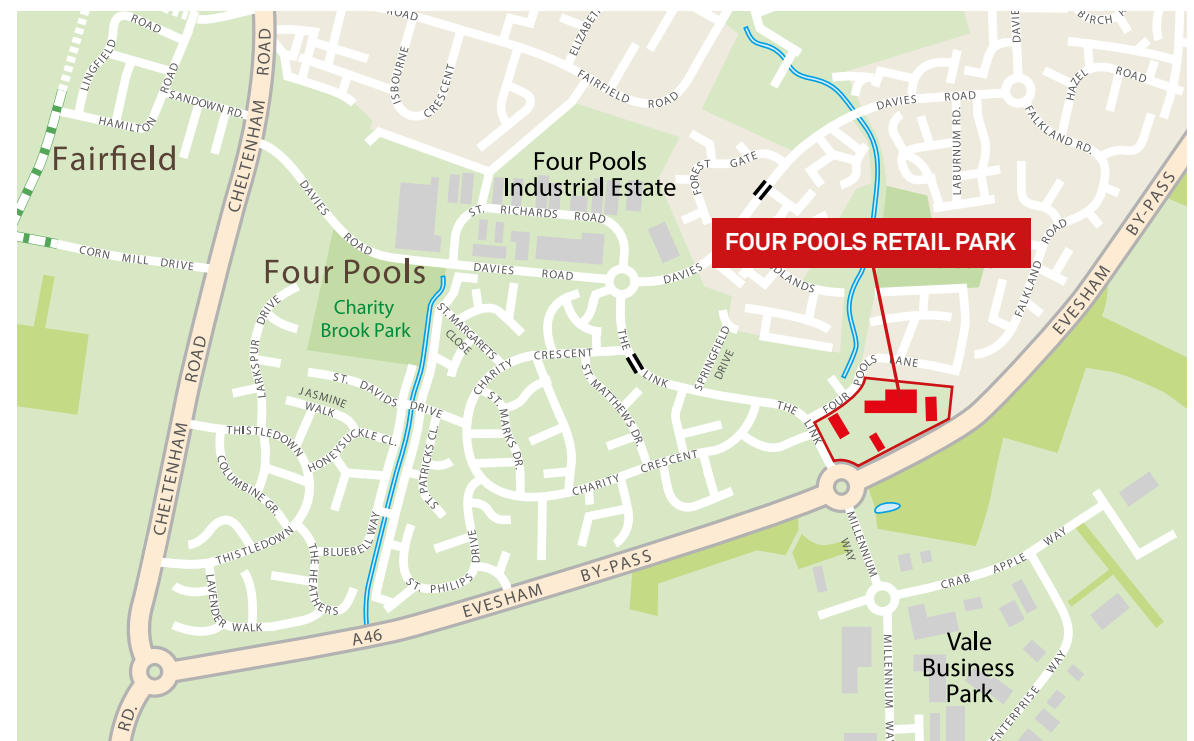 ROAD
LINGFIELD
ROAD
SANDOWN RD.
HAMILTON
Fairfield
CORN MILL DRIVE
CHELTENHAM
ROAD
ROAD
ISBOURNE
CRESCENT
ELIZABE
FAIRFIELD ROAD
BIRCH
DAVIES
HAZEL
ROAD
DAVIES ROAD
LABURNUM RD.
FALKLAND RD.
BY-PASS
FOREST GATE
Four Pools
Industrial Estate
ST. RICHARDS ROAD
DAVIES
ROAD
DAVIES ROAD
DAVIES
FOUR POOLS RETAIL PARK
DLANDS
FALKLAND ROAD
EVESHAM
Four Pools
Charity
Brook Park
LARKSPUR DRIVE
ST. MARGARETS
CLOSE
CHARITY CRESCENT
THE LINK
SPRINGFIELD
DRIVE
FOUR POOLS LANE
THE LINK
ROAD
CHELTENHAM
ST. DAVIDS DRIVE
JASMINE
WALK
THISTLEDOWN
HONEYSUCKLE CL.
COLUMBINE GR.
ST. PATRICKS CL.
ST. MARKS DR.
ST. MATTHEWS DR.
CHARITY CRESCENT
THISTLEDOWN
THE HEATHERS
BLUEBELL WAY
LAVENDER WALK
ST. PHILIPS DRIVE
A46
EVESHAM BY-PASS
MILLENNIUM
WAY
CRAB APPLE WAY
Vale
Business
Park
MILLENNIUM WA
ENTERPRISE WAY
RD.